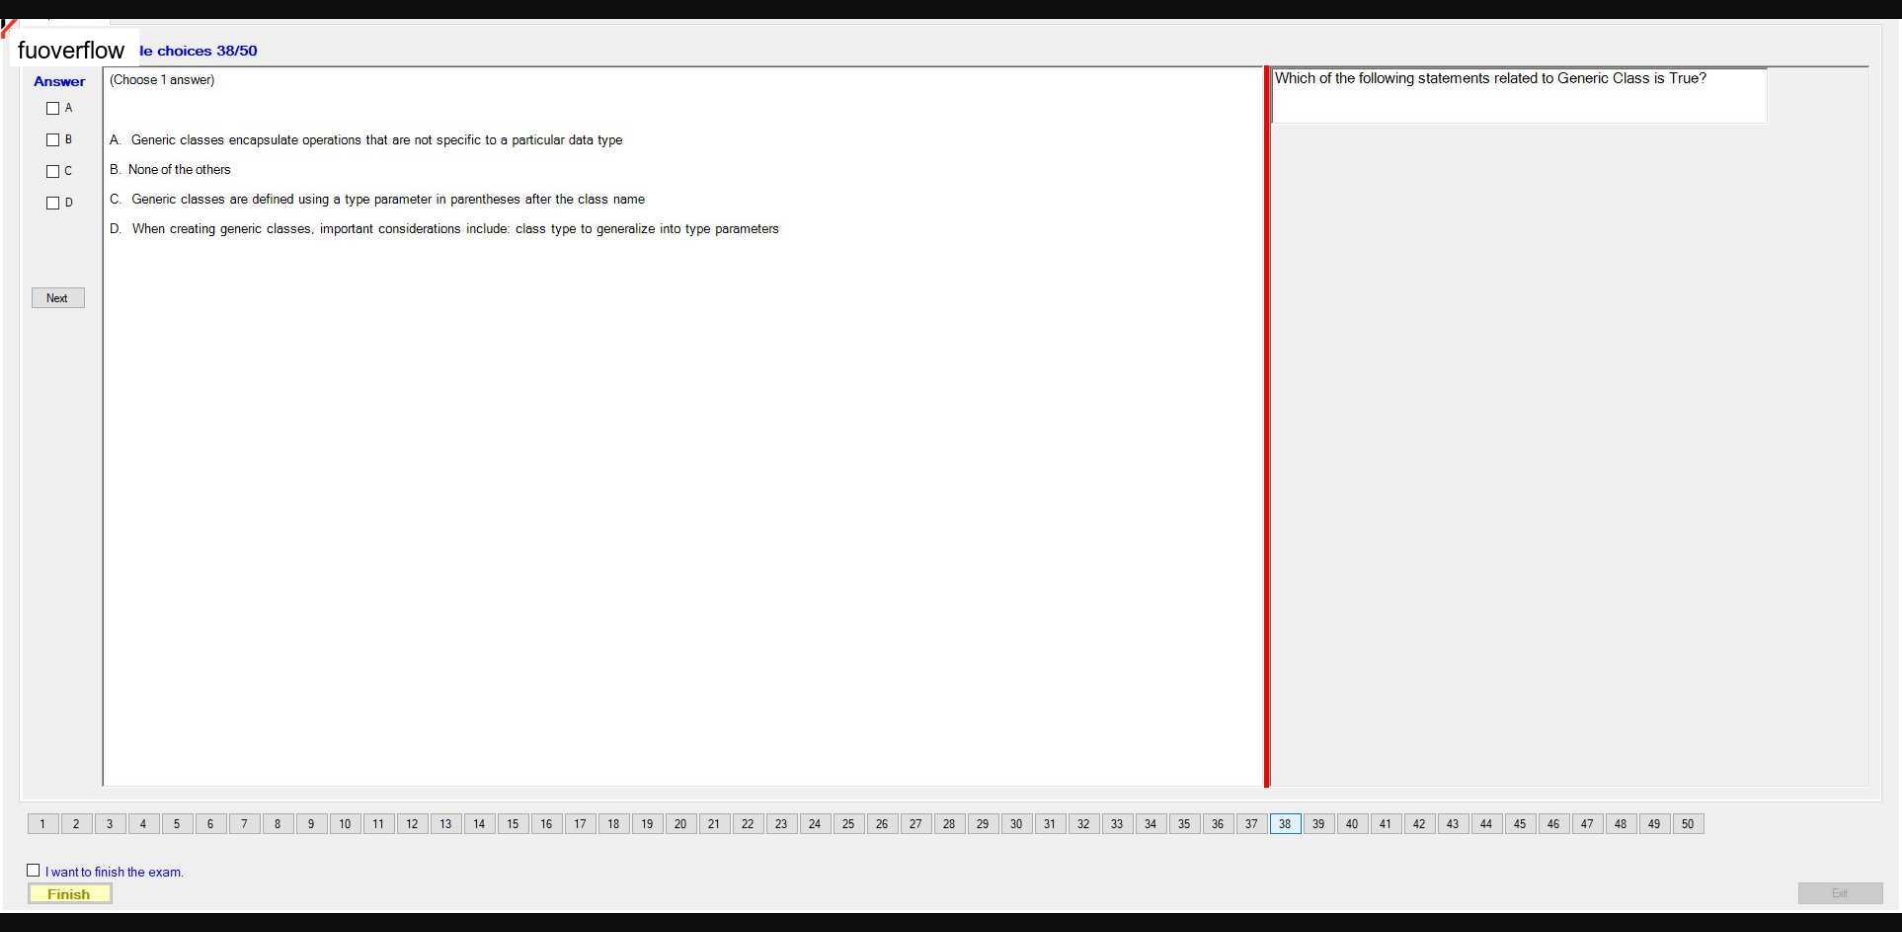 fuoverflow
le choices 38/50
Answer
(Choose 1 answer)
A
B
C
D
A. Generic classes encapsulate operations that are not specific to a particular data type
B. None of the others
C. Generic classes are defined using a type parameter in parentheses after the class name
D. When creating generic classes, important considerations include: class type to generalize into type parameters
Next
Which of the following statements related to Generic Class is True?
1 2 3 4 5 6 7 8 9 10 11 12 13 14 15 16 17 18 19 20 21 22 23 24 25 26 27 28 29 30 31 32 33 34 35 36 37 38 39 40 41 42 43 44 45 46 47 48 49 50
I want to finish the exam.
Finish
Exit